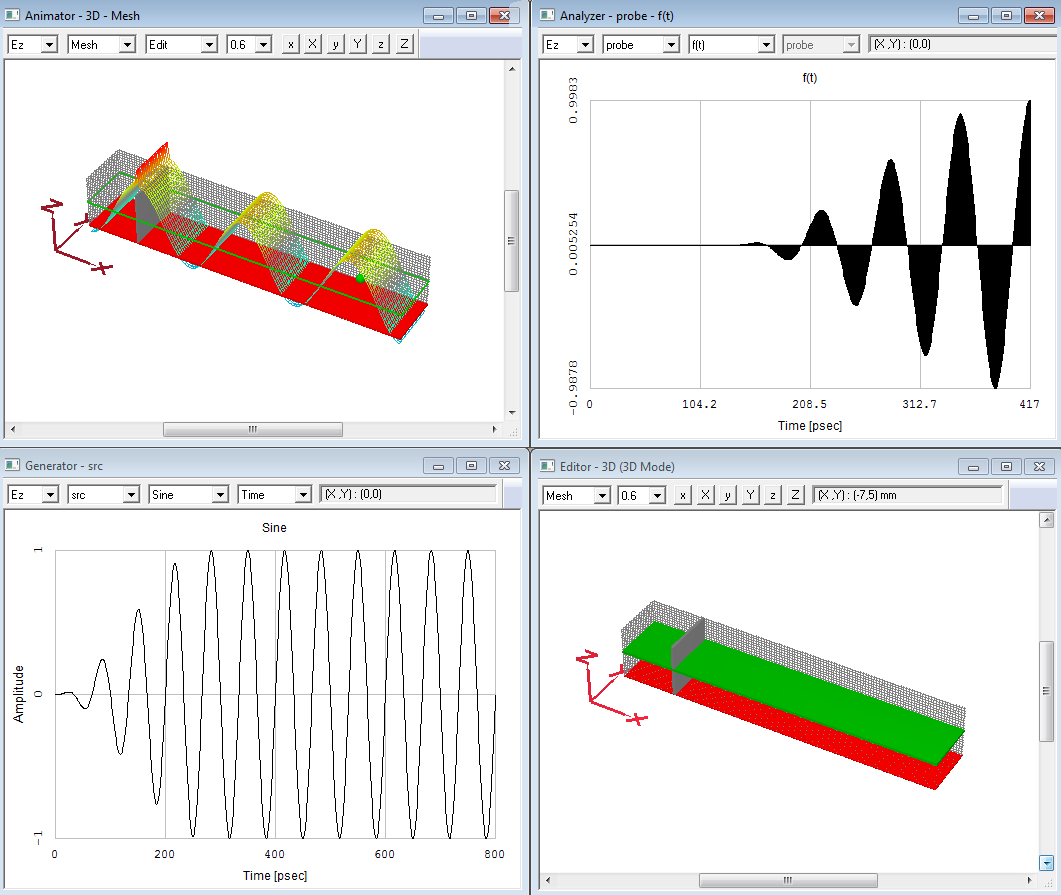 Animator - 3D - Mesh
Ez Mesh Edit 0.6 x X y Y z Z
Z
Y
X
Analyzer - probe - f(t)
Ez probe f(t) probe (X ,Y) : (0,0)
f(t)
0.9983
0.005254
-0.9878
0 104.2 208.5 312.7 417
Time [psec]
Generator - src
Ez src Sine Time (X ,Y) : (0,0)
Sine
1
0
-1
Amplitude
0 200 400 600 800
Time [psec]
Editor - 3D (3D Mode)
Mesh 0.6 x X y Y z Z (X ,Y) : (-7,5) mm
Z
Y
X